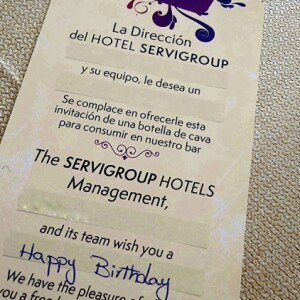 La Dirección
del HOTEL SERVIGROUP
y su equipo, le desea un
Se complace en ofrecerle esta
invitación de una botella de cava
para consumir en nuestro bar
The SERVIGROUP HOTELS
Management,
and its team wish you a
Happy Birthday
We have the pleasure of
you a free